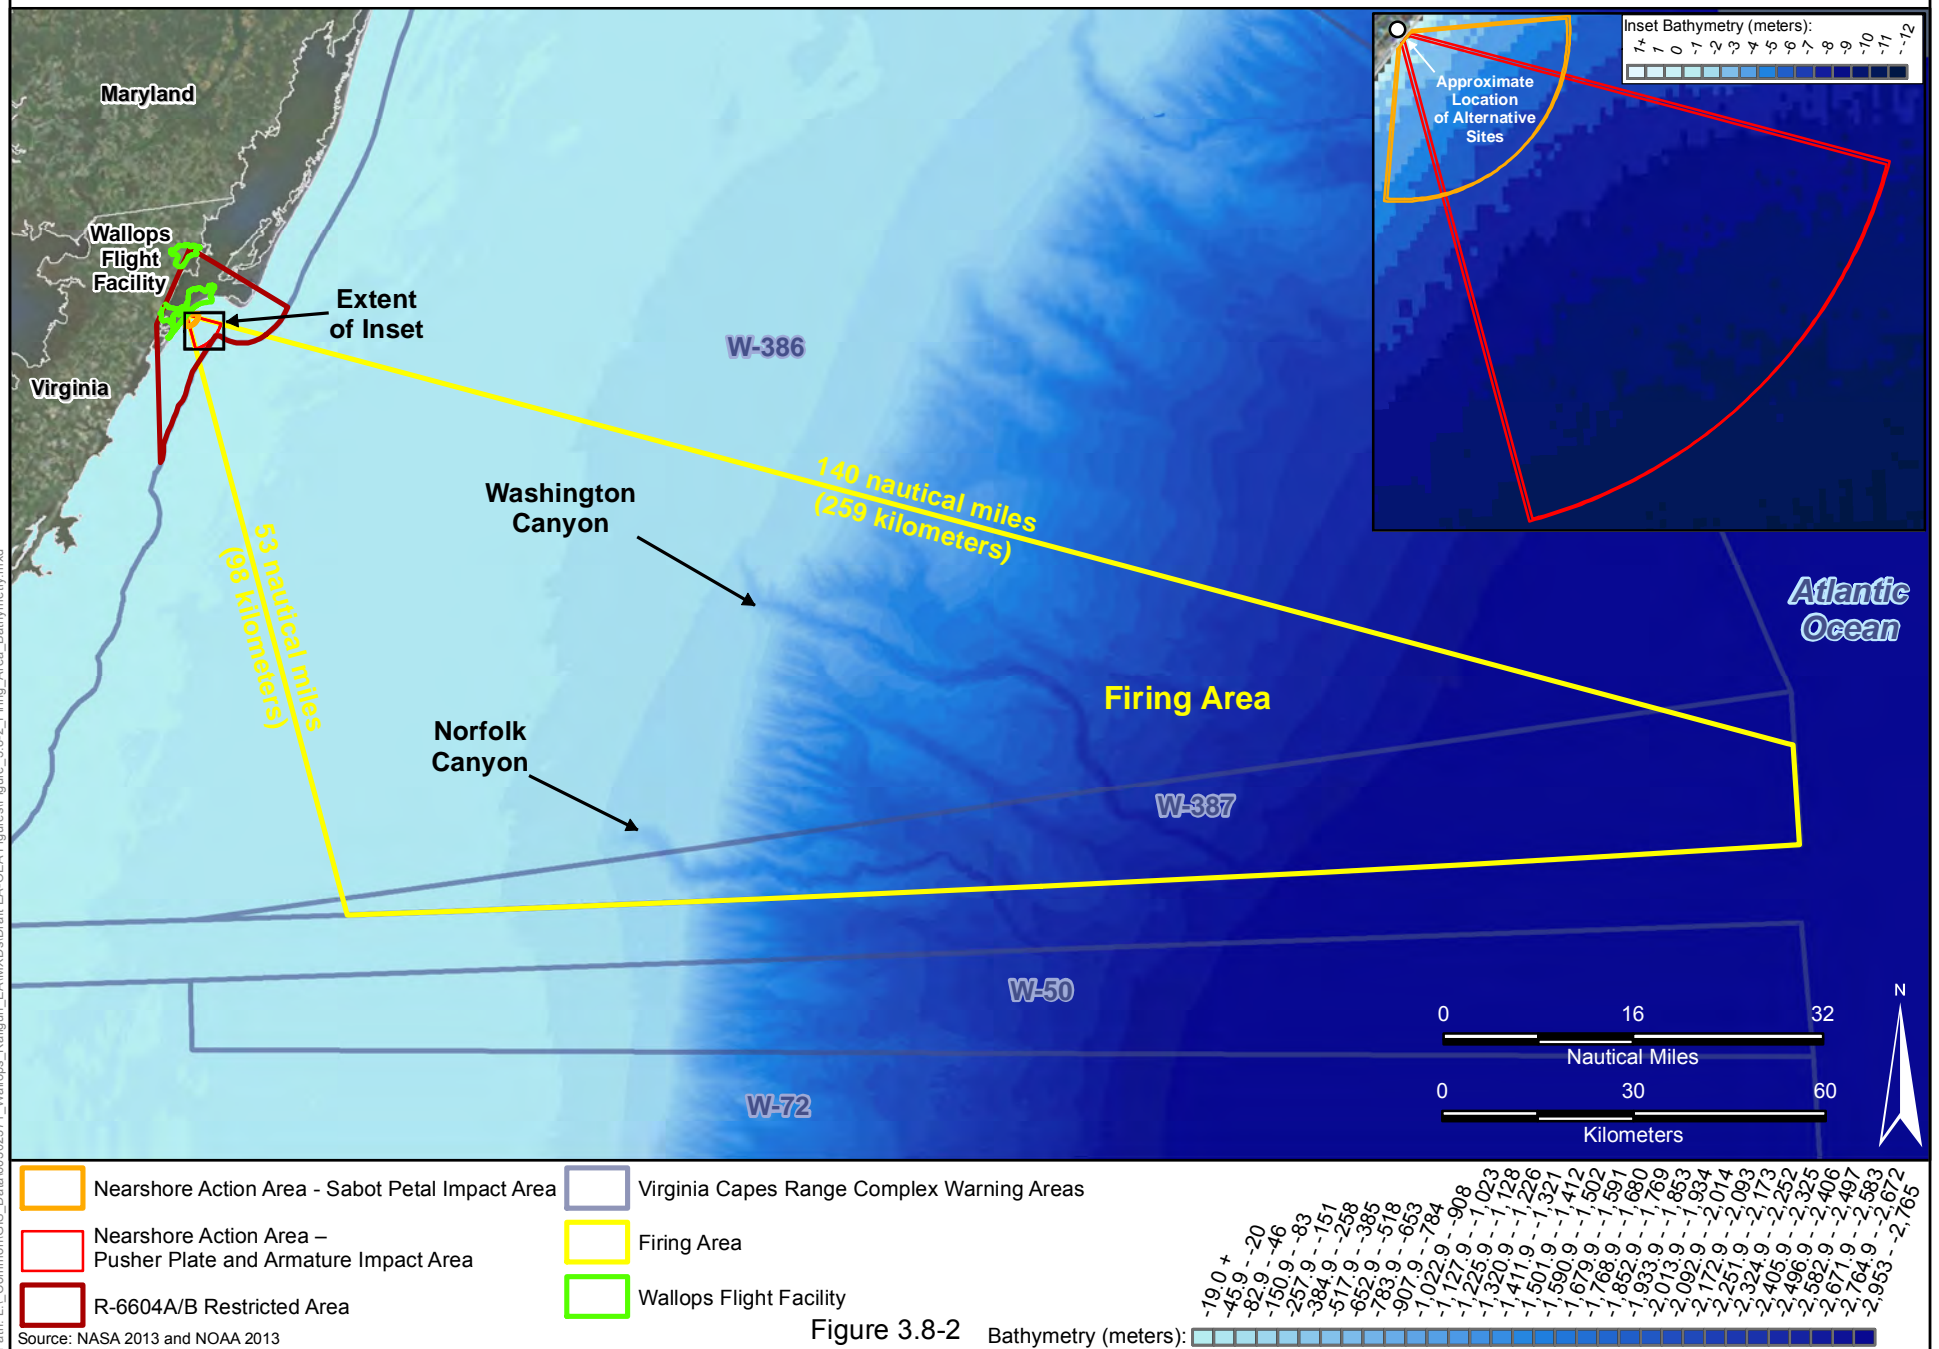 Maryland
Wallops
Flight
Facility
Virginia
Extent
of Inset
W-386
Washington
Canyon
140 nautical miles
(259 kilometers)
53 nautical miles
(98 kilometers)
Norfolk
Canyon
Firing Area
W-387
W-50
W-72
Atlantic
Ocean
Inset Bathymetry (meters):
1+ 1 0 -1 -2 -3 -4 -5 -6 -7 -8 -9 -10 -11 - -12
Approximate
Location
of Alternative
Sites
N
0 16 32
Nautical Miles
0 30 60
Kilometers
Nearshore Action Area - Sabot Petal Impact Area
Nearshore Action Area –
Pusher Plate and Armature Impact Area
R-6604A/B Restricted Area
Virginia Capes Range Complex Warning Areas
Firing Area
Wallops Flight Facility
Source: NASA 2013 and NOAA 2013
Figure 3.8-2
Bathymetry (meters):
-19.0 +
-45.9 - -20
-82.9 - -46
-150.9 - -83
-257.9 - -151
-384.9 - -258
-517.9 - -385
-652.9 - -518
-783.9 - -653
-907.9 - -784
-1,022.9 - -908
-1,127.9 - -1,023
-1,225.9 - -1,128
-1,320.9 - -1,226
-1,411.9 - -1,321
-1,501.9 - -1,412
-1,590.9 - -1,502
-1,679.9 - -1,591
-1,768.9 - -1,680
-1,852.9 - -1,769
-1,933.9 - -1,853
-2,013.9 - -1,934
-2,092.9 - -2,014
-2,172.9 - -2,093
-2,251.9 - -2,173
-2,324.9 - -2,252
-2,405.9 - -2,325
-2,496.9 - -2,406
-2,582.9 - -2,497
-2,671.9 - -2,583
-2,764.9 - -2,672
-2,953 - -2,765